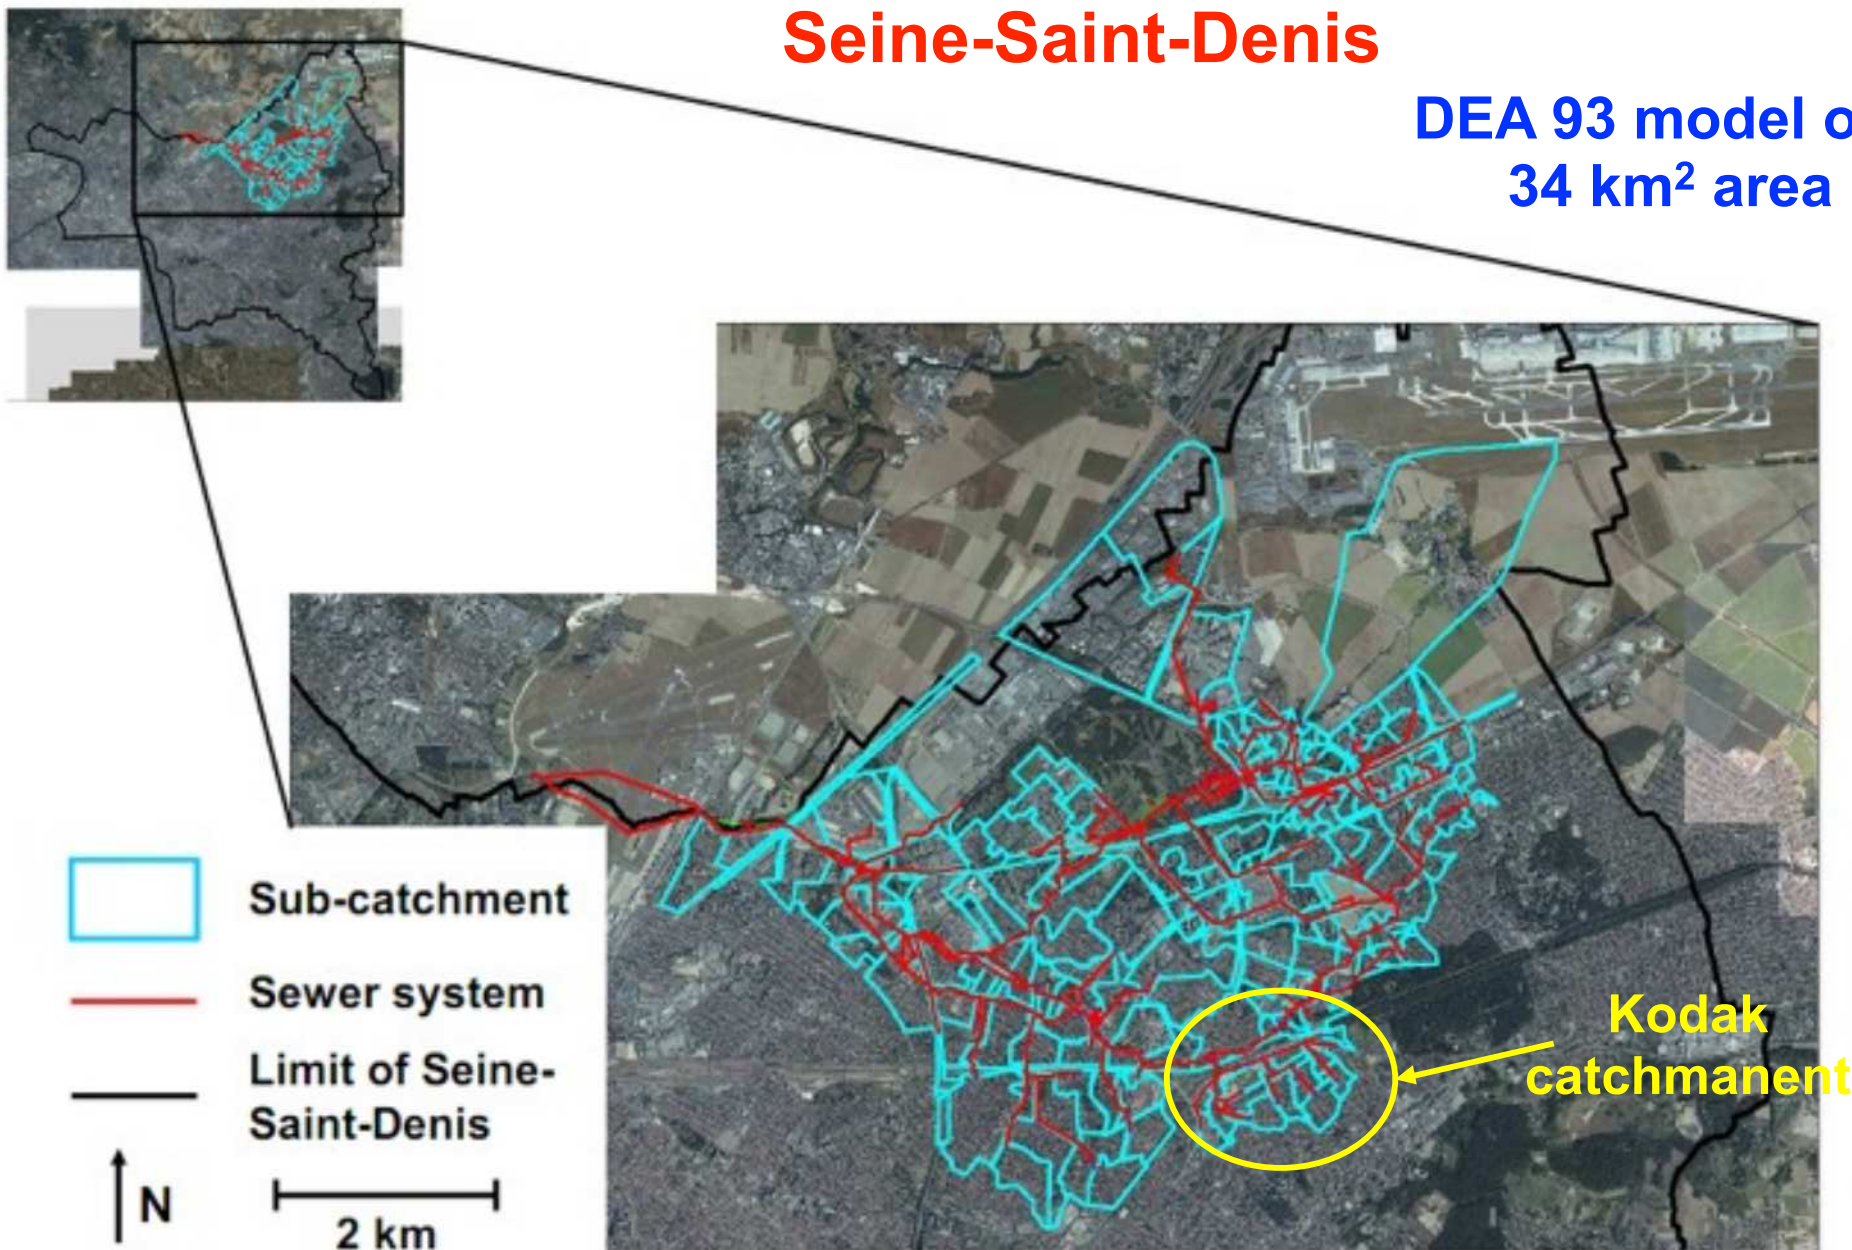 Seine-Saint-Denis
DEA 93 model o
34 km² area
Sub-catchment
Sewer system
Limit of Seine-
Saint-Denis
N
2 km
Kodak
catchmanent